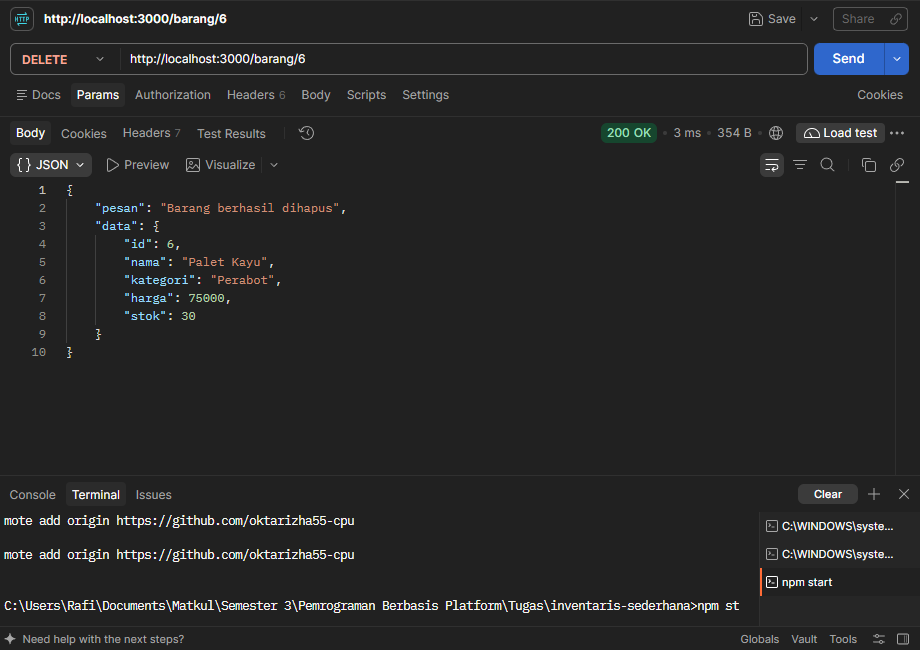 HTTP http://localhost:3000/barang/6 Save Share
DELETE http://localhost:3000/barang/6 Send
Docs Params Authorization Headers 6 Body Scripts Settings Cookies
Body Cookies Headers 7 Test Results 200 OK • 3 ms • 354 B • Load test
{} JSON Preview Visualize
1 {
2 "pesan": "Barang berhasil dihapus",
3 "data": {
4 "id": 6,
5 "nama": "Palet Kayu",
6 "kategori": "Perabot",
7 "harga": 75000,
8 "stok": 30
9 }
10 }
Console Terminal Issues Clear
mote add origin https://github.com/oktarizha55-cpu
mote add origin https://github.com/oktarizha55-cpu
C:\Users\Rafi\Documents\Matkul\Semester 3\Pemrograman Berbasis Platform\Tugas\inventaris-sederhana>npm st
C:\WINDOWS\syste...
C:\WINDOWS\syste...
npm start
Need help with the next steps? Globals Vault Tools